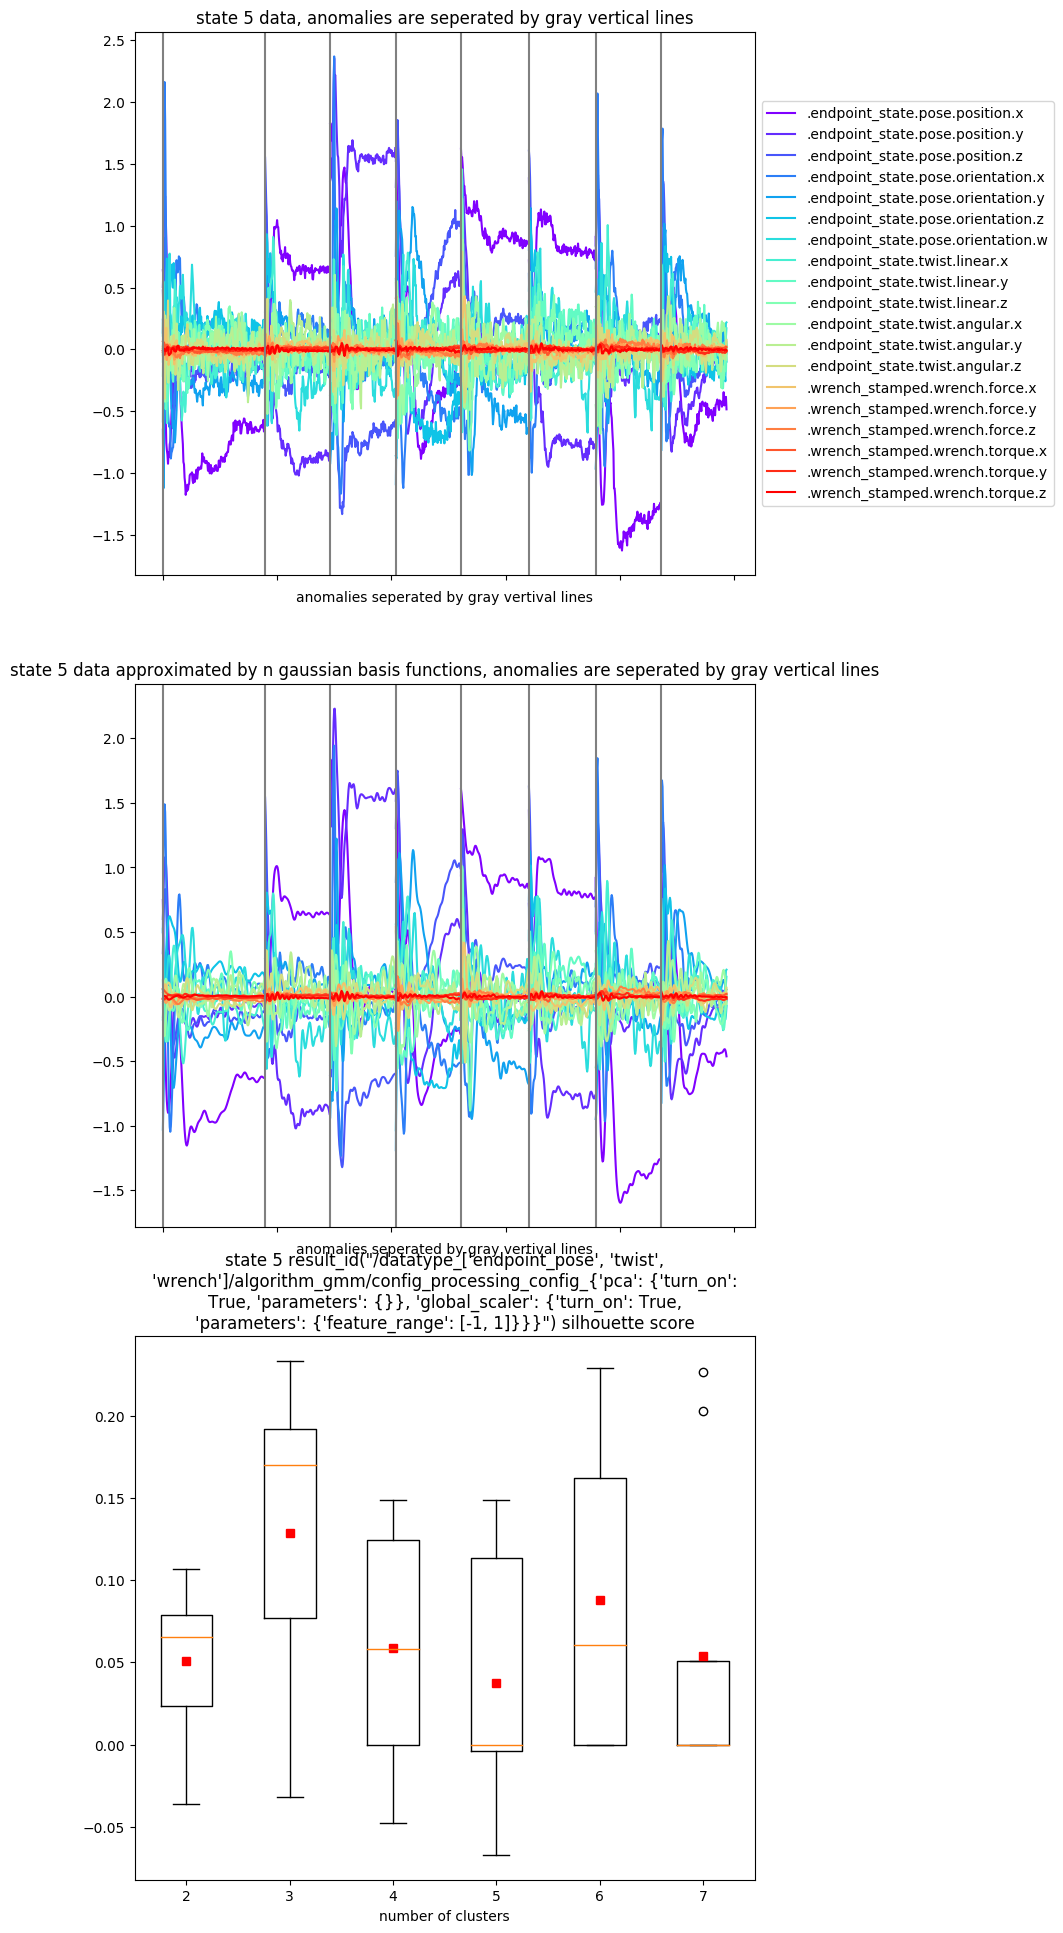 state 5 data, anomalies are seperated by gray vertical lines
2.5
2.0
1.5
1.0
0.5
0.0
−0.5
−1.0
−1.5
.endpoint_state.pose.position.x
.endpoint_state.pose.position.y
.endpoint_state.pose.position.z
.endpoint_state.pose.orientation.x
.endpoint_state.pose.orientation.y
.endpoint_state.pose.orientation.z
.endpoint_state.pose.orientation.w
.endpoint_state.twist.linear.x
.endpoint_state.twist.linear.y
.endpoint_state.twist.linear.z
.endpoint_state.twist.angular.x
.endpoint_state.twist.angular.y
.endpoint_state.twist.angular.z
.wrench_stamped.wrench.force.x
.wrench_stamped.wrench.force.y
.wrench_stamped.wrench.force.z
.wrench_stamped.wrench.torque.x
.wrench_stamped.wrench.torque.y
.wrench_stamped.wrench.torque.z
anomalies seperated by gray vertival lines
state 5 data approximated by n gaussian basis functions, anomalies are seperated by gray vertical lines
2.0
1.5
1.0
0.5
0.0
−0.5
−1.0
−1.5
anomalies seperated by gray vertival lines
state 5 result_id("/datatype_['endpoint_pose', 'twist',
'wrench']/algorithm_gmm/config_processing_config_{'pca': {'turn_on':
True, 'parameters': {}}, 'global_scaler': {'turn_on': True,
'parameters': {'feature_range': [-1, 1]}}}") silhouette score
0.20
0.15
0.10
0.05
0.00
−0.05
2 3 4 5 6 7
number of clusters